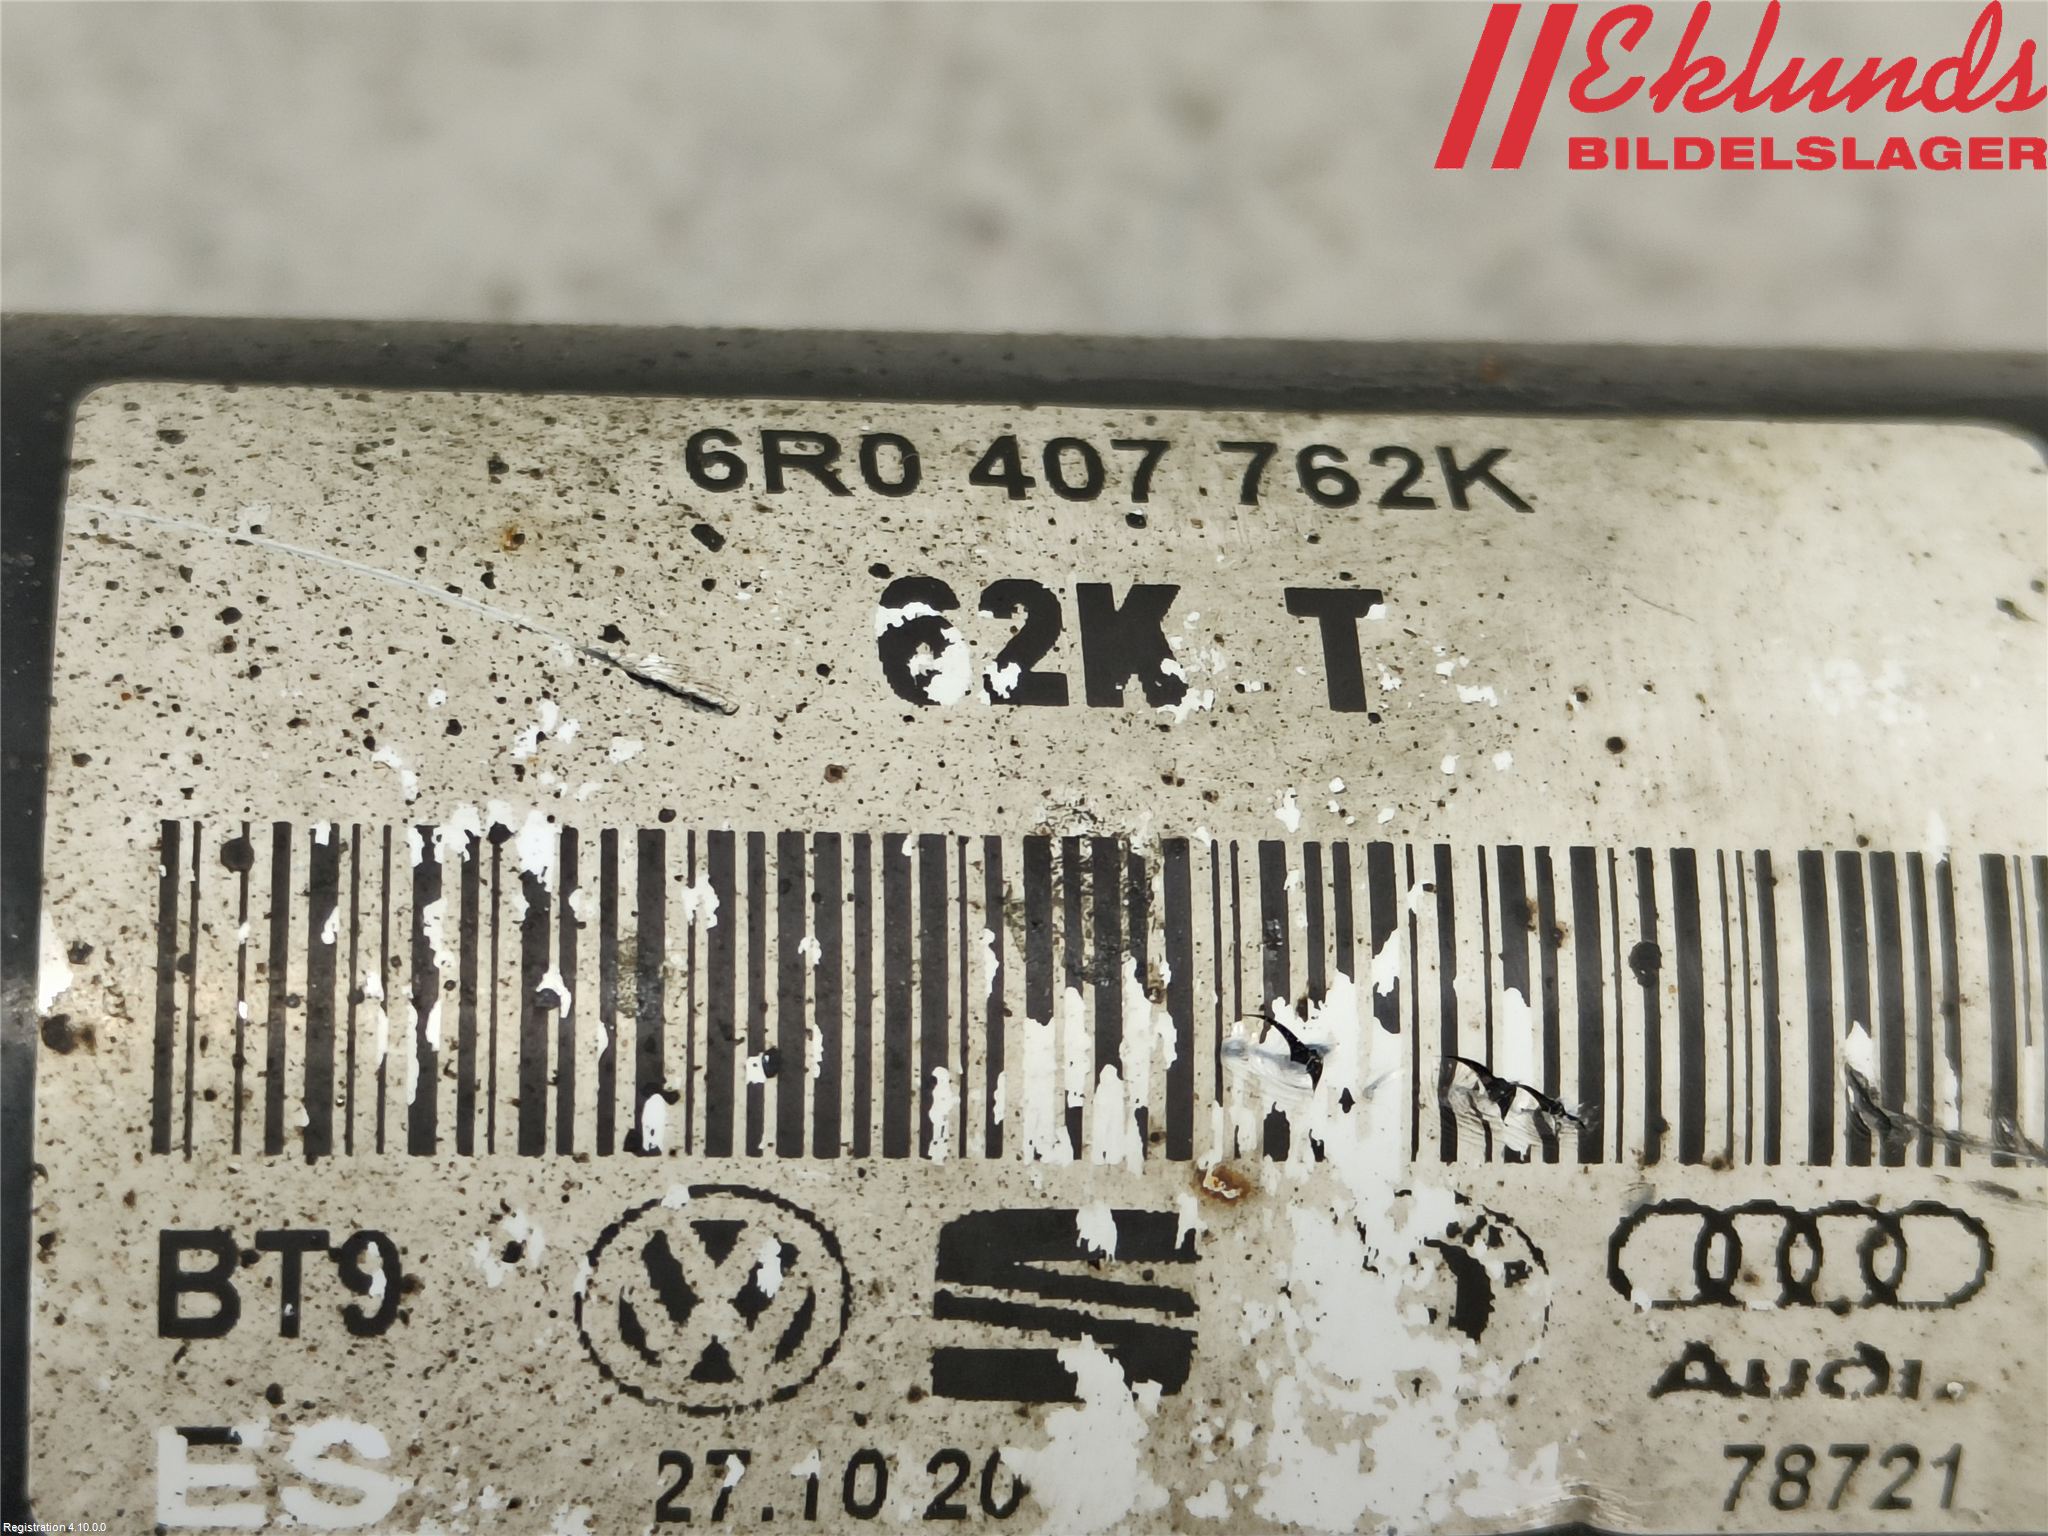 Eklunds
BILDELSLAGER
6R0 407 762K
62K T
BT9
Audi
ES
27.10 20
78721
Registration 4.10.0.0